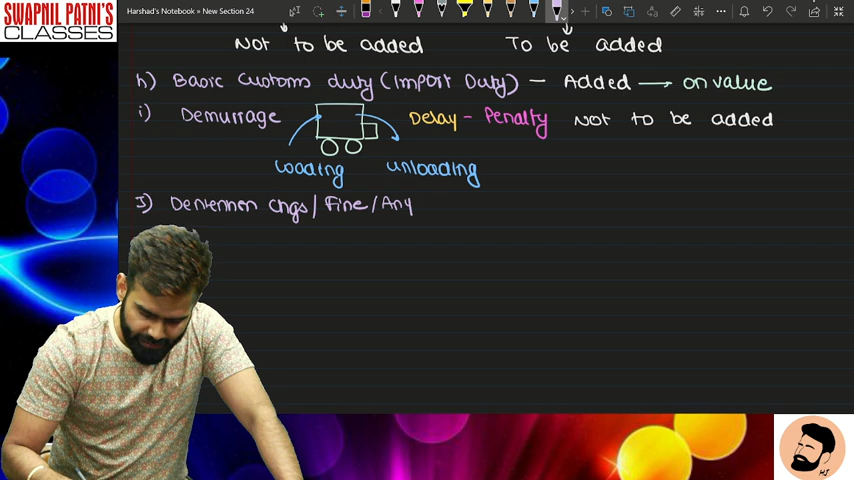 SWAPNIL PATNI'S
CLASSES
Harshad's Notebook » New Section 24
Not to be added To be added
h) Basic Customs duty (Import Duty) — Added → on value
i) Demurrage Delay - Penalty Not to be added
Loading unloading
J) Detention chgs / Fine / Any
HJ